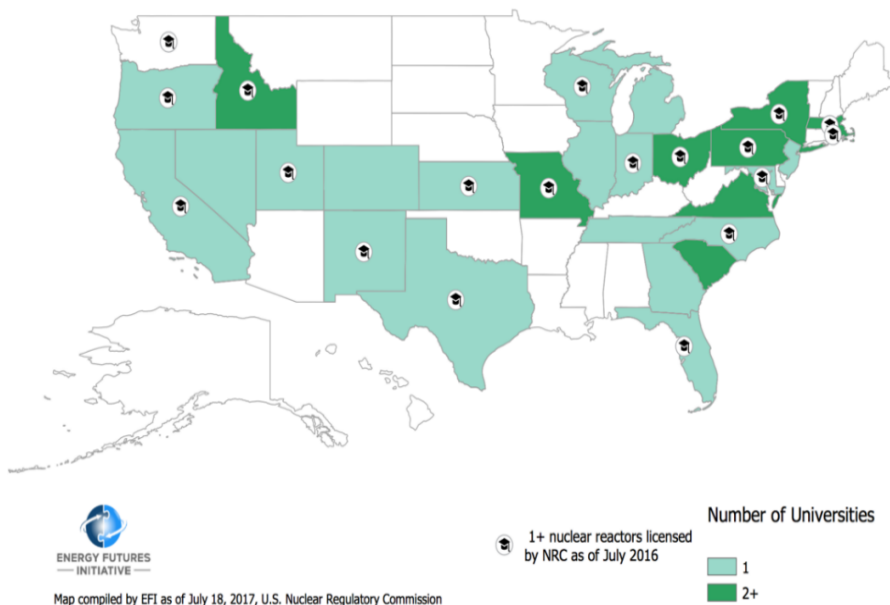 ENERGY FUTURES
INITIATIVE
1+ nuclear reactors licensed
by NRC as of July 2016
Number of Universities
1
2+
Map compiled by EFI as of July 18, 2017, U.S. Nuclear Regulatory Commission